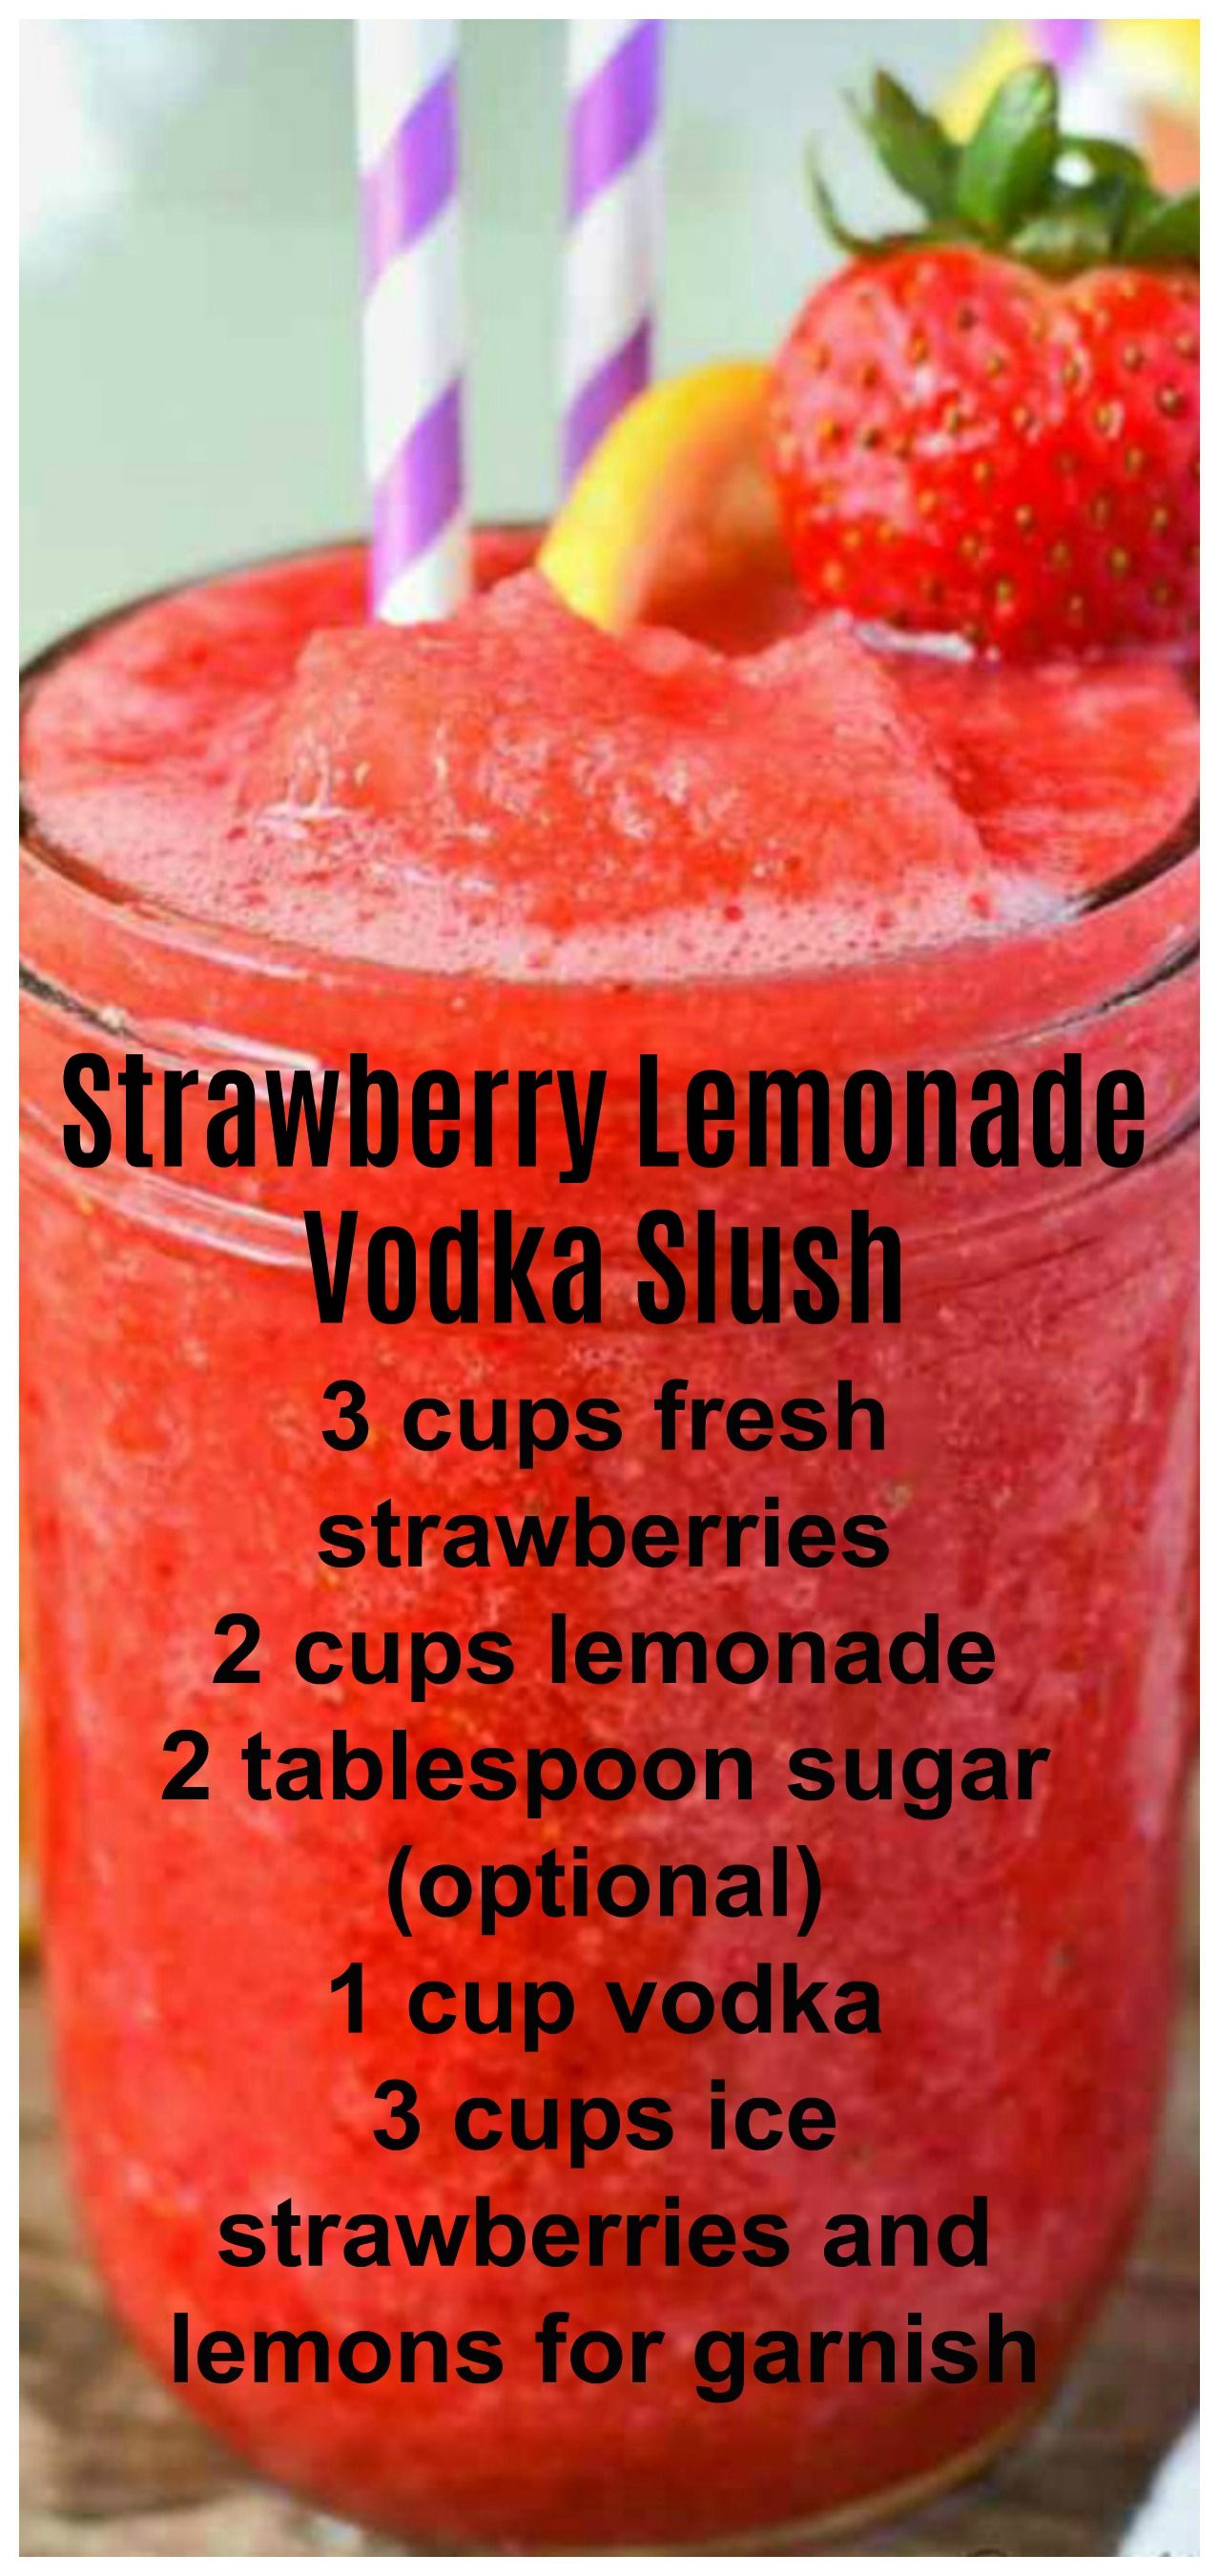 Strawberry Lemonade
Vodka Slush
3 cups fresh
strawberries
2 cups lemonade
2 tablespoon sugar
(optional)
1 cup vodka
3 cups ice
strawberries and
lemons for garnish